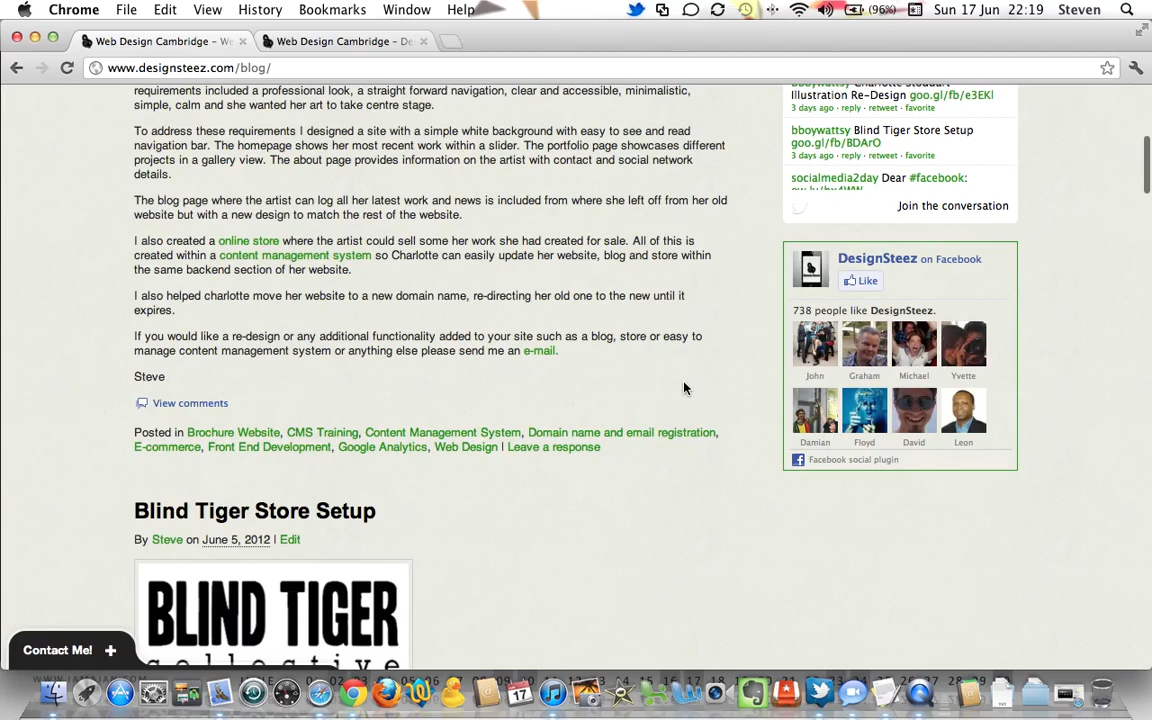 Chrome File Edit View History Bookmarks Window Help (96%) Sun 17 Jun 22:19 Steven
Web Design Cambridge – We Web Design Cambridge – De
www.designsteez.com/blog/
requirements included a professional look, a straight forward navigation, clear and accessible, minimalistic,
simple, calm and she wanted her art to take centre stage.
To address these requirements I designed a site with a simple white background with easy to see and read
navigation bar. The homepage shows her most recent work within a slider. The portfolio page showcases different
projects in a gallery view. The about page provides information on the artist with contact and social network
details.
The blog page where the artist can log all her latest work and news is included from where she left off from her old
website but with a new design to match the rest of the website.
I also created a online store where the artist could sell some her work she had created for sale. All of this is
created within a content management system so Charlotte can easily update her website, blog and store within
the same backend section of her website.
I also helped charlotte move her website to a new domain name, re-directing her old one to the new until it
expires.
If you would like a re-design or any additional functionality added to your site such as a blog, store or easy to
manage content management system or anything else please send me an e-mail.
Steve
View comments
Posted in Brochure Website, CMS Training, Content Management System, Domain name and email registration,
E-commerce, Front End Development, Google Analytics, Web Design | Leave a response
Blind Tiger Store Setup
By Steve on June 5, 2012 | Edit
BLIND TIGER
collective
Contact Me! +
Illustration Re-Design goo.gl/fb/e3EKl
3 days ago · reply · retweet · favorite
bboywattsy Blind Tiger Store Setup
goo.gl/fb/BDArO
3 days ago · reply · retweet · favorite
socialmedia2day Dear #facebook:
Join the conversation
DesignSteez on Facebook
Like
738 people like DesignSteez.
John Graham Michael Yvette
Damian Floyd David Leon
Facebook social plugin
17